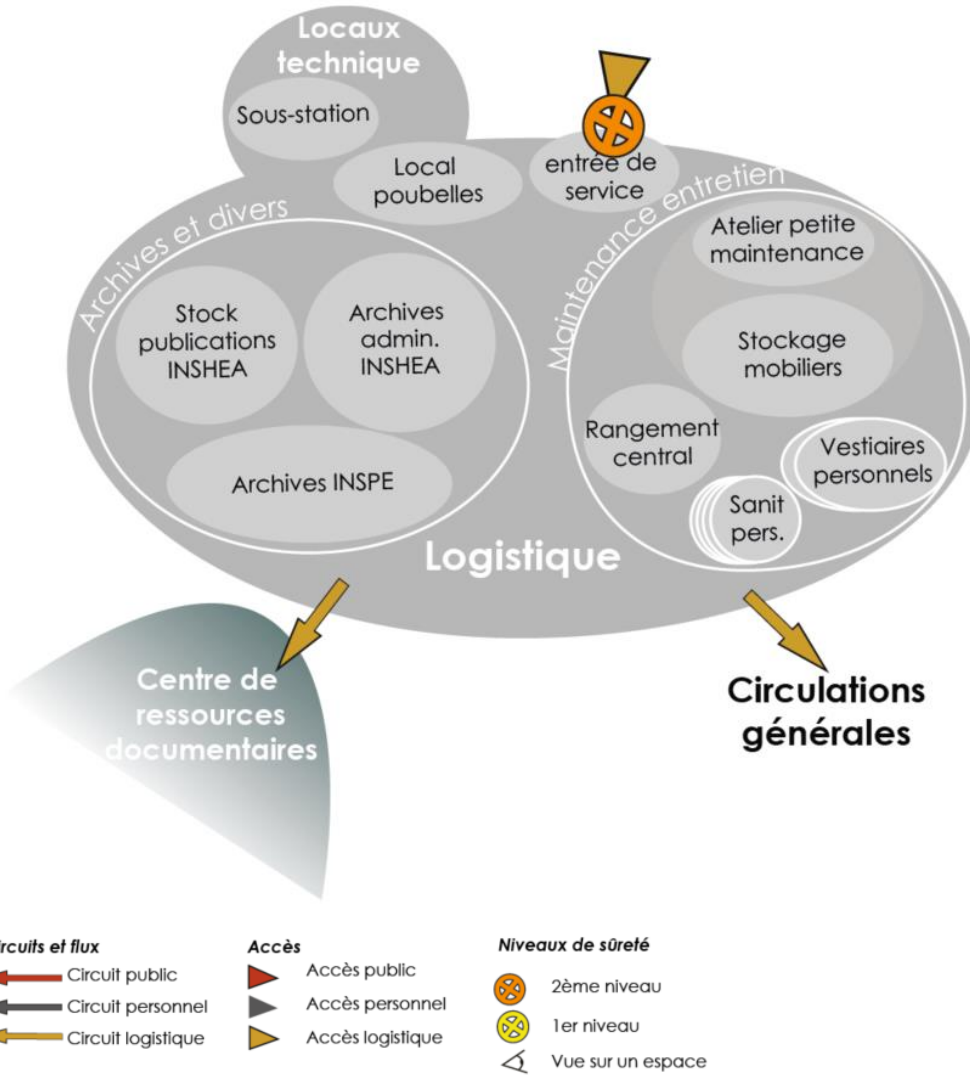 Locaux
technique
Sous-station
Local
poubelles
entrée de
service
Archives et divers
Maintenance entretien
Stock
publications
INSHEA
Archives
admin.
INSHEA
Archives INSPE
Atelier petite
maintenance
Stockage
mobiliers
Rangement
central
Vestiaires
personnels
Sanit
pers.
Logistique
Centre de
ressources
documentaires
Circulations
générales
ircuits et flux
Circuit public
Circuit personnel
Circuit logistique
Accès
Accès public
Accès personnel
Accès logistique
Niveaux de sûreté
2ème niveau
1er niveau
Vue sur un espace